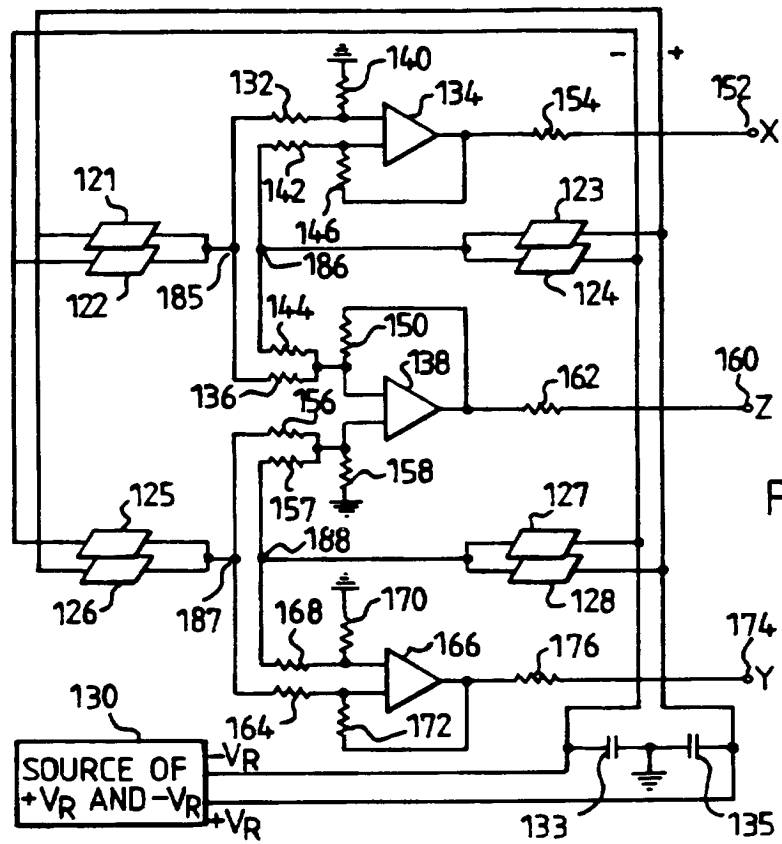 - +
132 140 134 154 152 X
142 146
121 123
122 185 186 124
144 150 138 160
136 162 Z
156
157 158
125 127
126 187 188 128
F
168 170 166 176 174 Y
164 172
130
SOURCE OF
+VR AND -VR
-VR
+VR
133 135